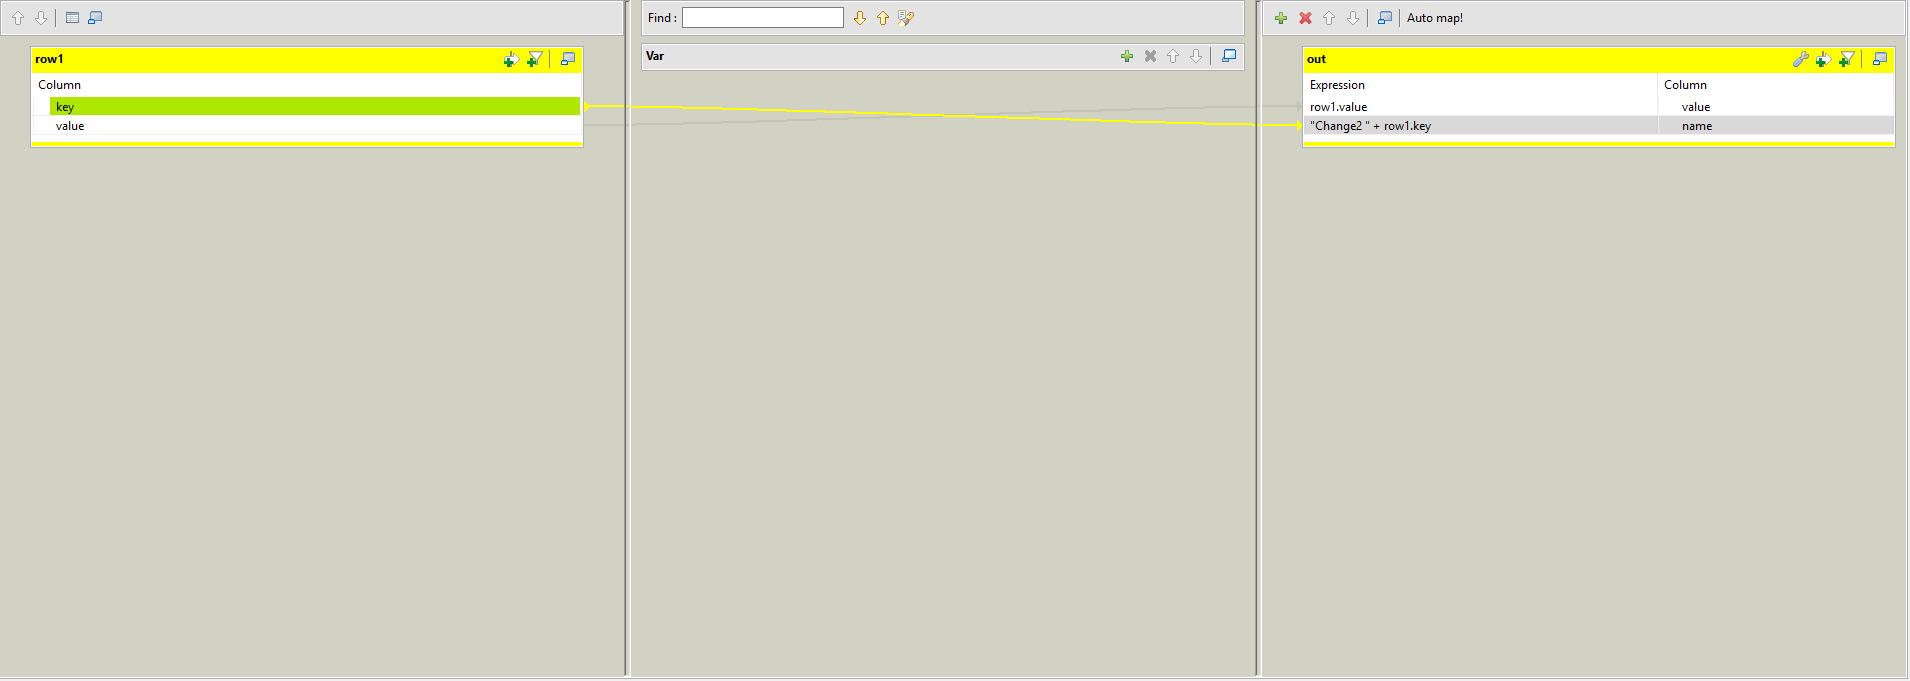 Find :
Auto map!
row1
Var
out
Column
Expression Column
key
row1.value value
value
"Change2 " + row1.key name